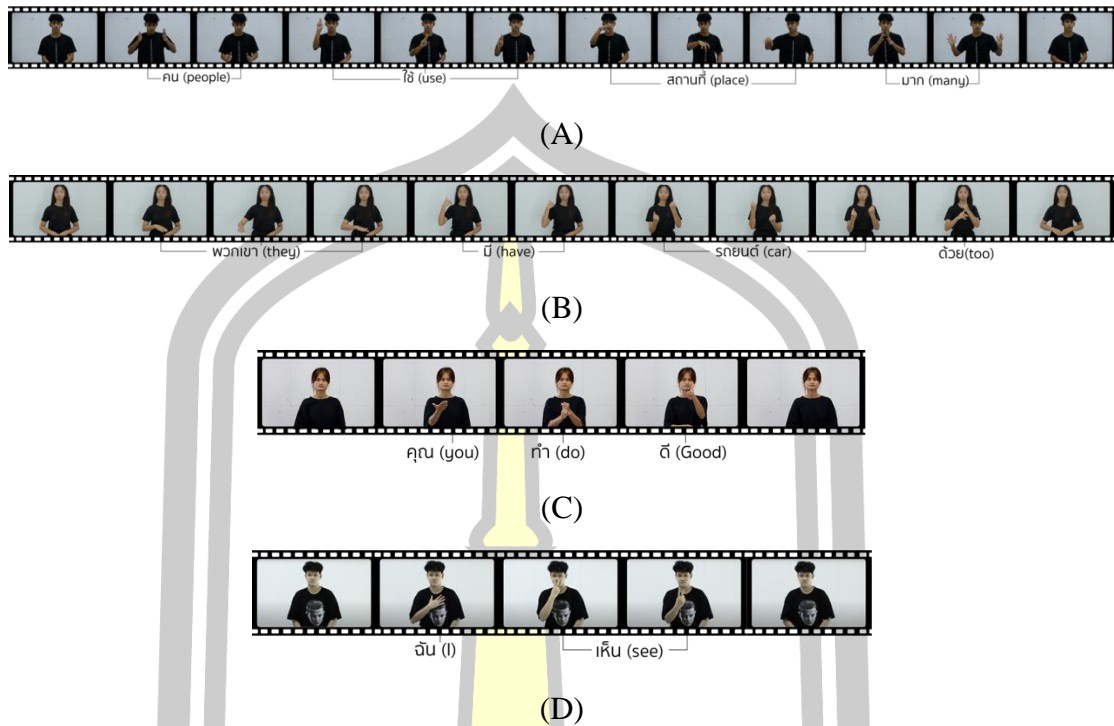 คน (people) ใช้ (use) สถานที่ (place) มาก (many)
(A)
พวกเขา (they) มี (have) รถยนต์ (car) ด้วย(too)
(B)
คุณ (you) ทำ (do) ดี (Good)
(C)
ฉัน (I) เห็น (see)
(D)